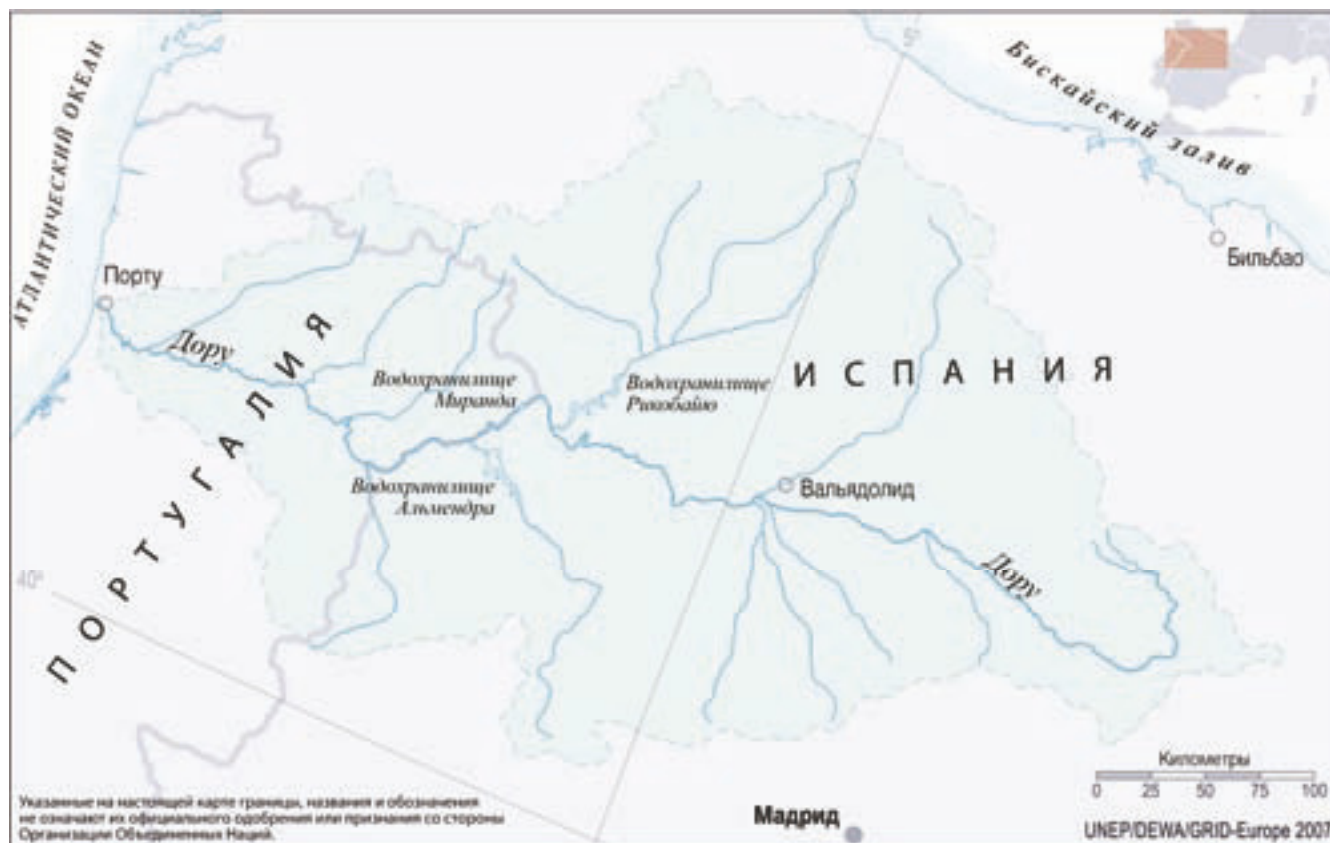 АТЛАНТИЧЕСКИЙ ОКЕАН
5°
Бискайский залив
Бильбао
Порту
Дору
ПОРТУГАЛИЯ
Водохранилище
Миранда
Водохранилище
Рикобайо
ИСПАНИЯ
Водохранилище
Альмендра
Вальядолид
Дору
40°
Километры
0 25 50 75 100
Указанные на настоящей карте границы, названия и обозначения
не означают их официального одобрения или признания со стороны
Организации Объединенных Наций.
Мадрид
UNEP/DEWA/GRID-Europe 2007